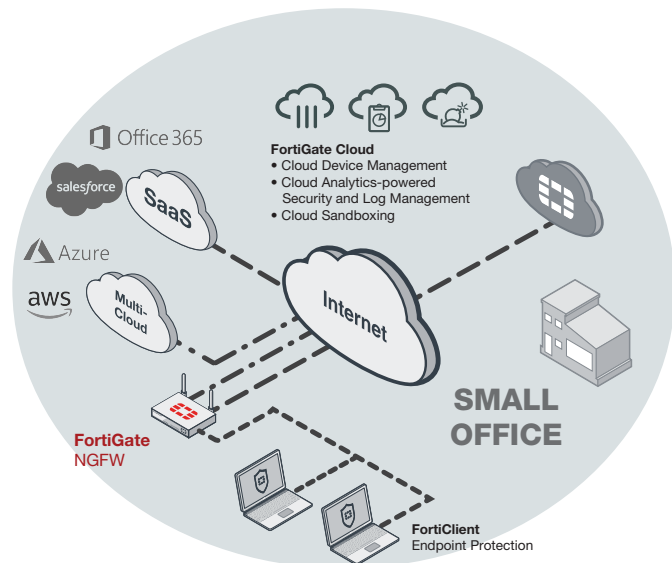 Office 365
salesforce
SaaS
Azure
aws
Multi-
Cloud
FortiGate Cloud
• Cloud Device Management
• Cloud Analytics-powered
Security and Log Management
• Cloud Sandboxing
Internet
SMALL
OFFICE
FortiGate
NGFW
FortiClient
Endpoint Protection